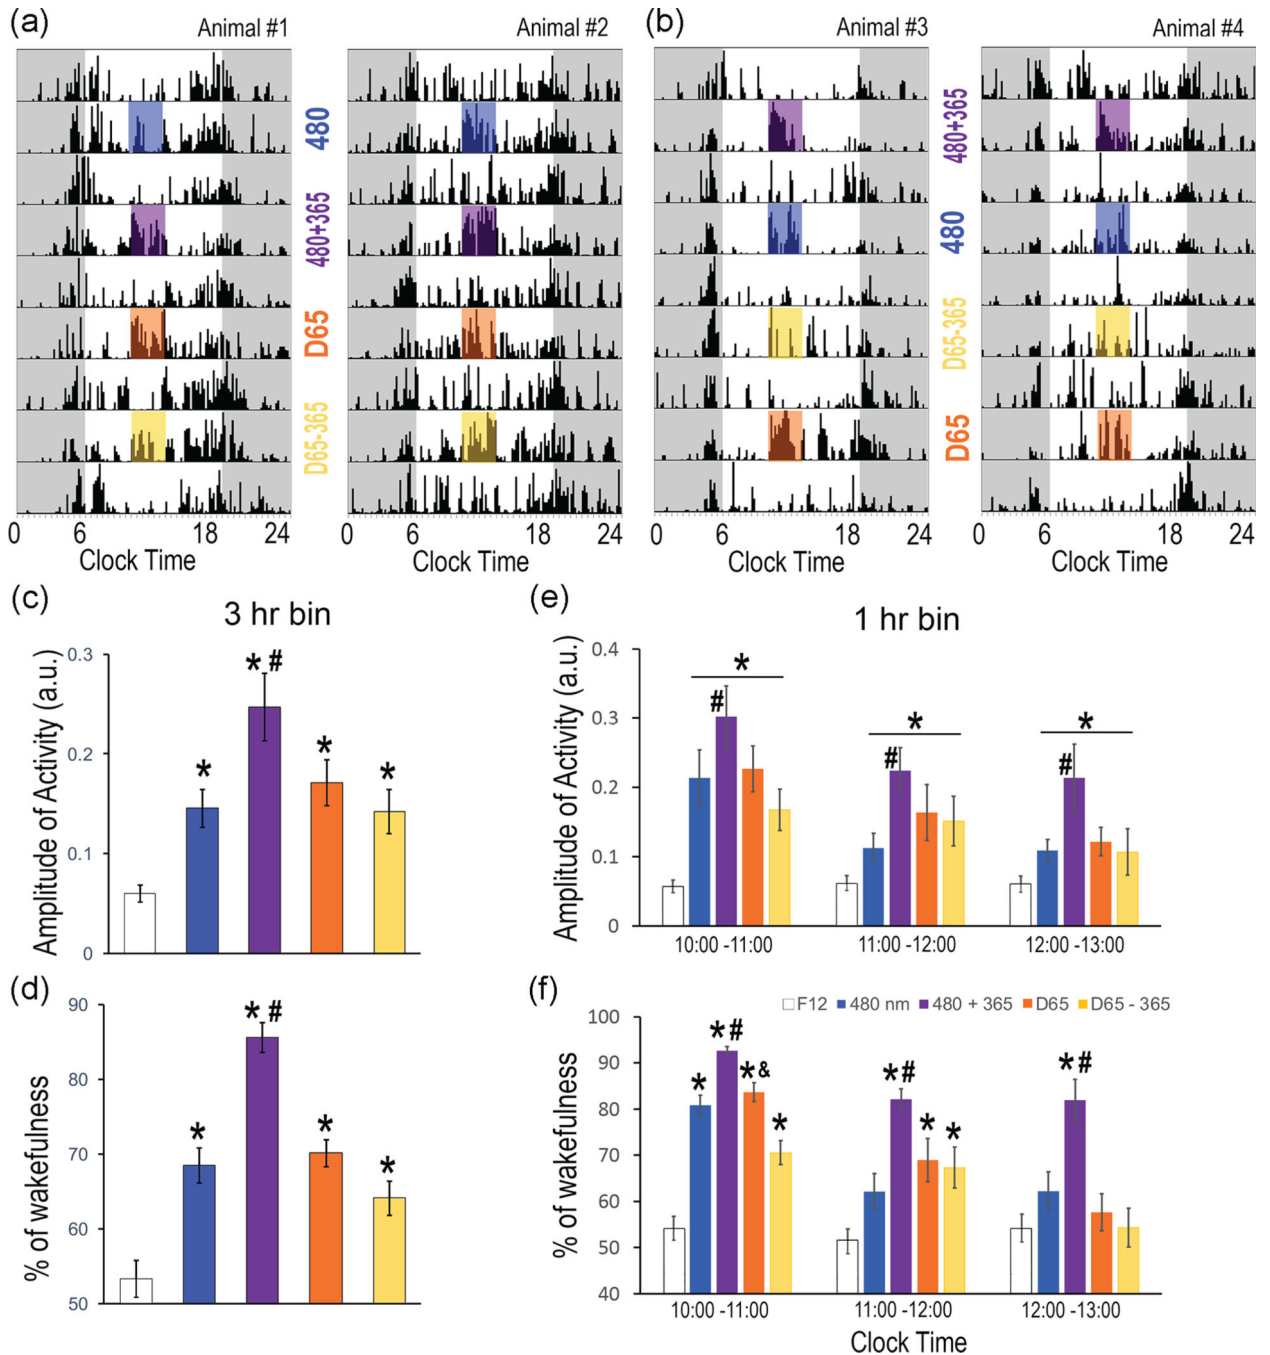 (a)
Animal #1
Animal #2
(b)
Animal #3
Animal #4
480
480+365
D65
D65-365
480+365
480
D65-365
D65
0 6 18 24
0 6 18 24
0 6 18 24
0 6 18 24
Clock Time
Clock Time
Clock Time
Clock Time
(c)
3 hr bin
Amplitude of Activity (a.u.)
0.3
0.2
0.1
0
*
* #
*
*
(e)
1 hr bin
Amplitude of Activity (a.u.)
0.4
0.3
0.2
0.1
0
*
#
*
#
*
#
10:00 -11:00
11:00 -12:00
12:00 -13:00
(d)
% of wakefulness
90
80
70
60
50
*
* #
*
*
(f)
F12 480 nm 480 + 365 D65 D65 - 365
% of wakefulness
100
90
80
70
60
50
40
*
* #
* &
*
* #
*
*
* #
10:00 -11:00
11:00 -12:00
12:00 -13:00
Clock Time